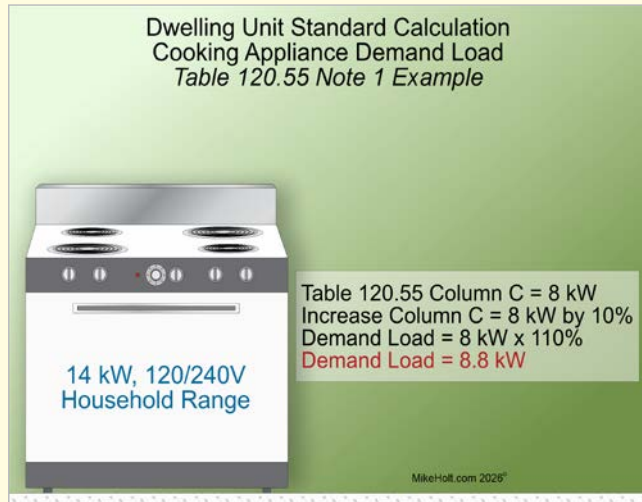 Dwelling Unit Standard Calculation
Cooking Appliance Demand Load
Table 120.55 Note 1 Example
Table 120.55 Column C = 8 kW
Increase Column C = 8 kW by 10%
Demand Load = 8 kW x 110%
Demand Load = 8.8 kW
14 kW, 120/240V
Household Range
MikeHolt.com 2026©